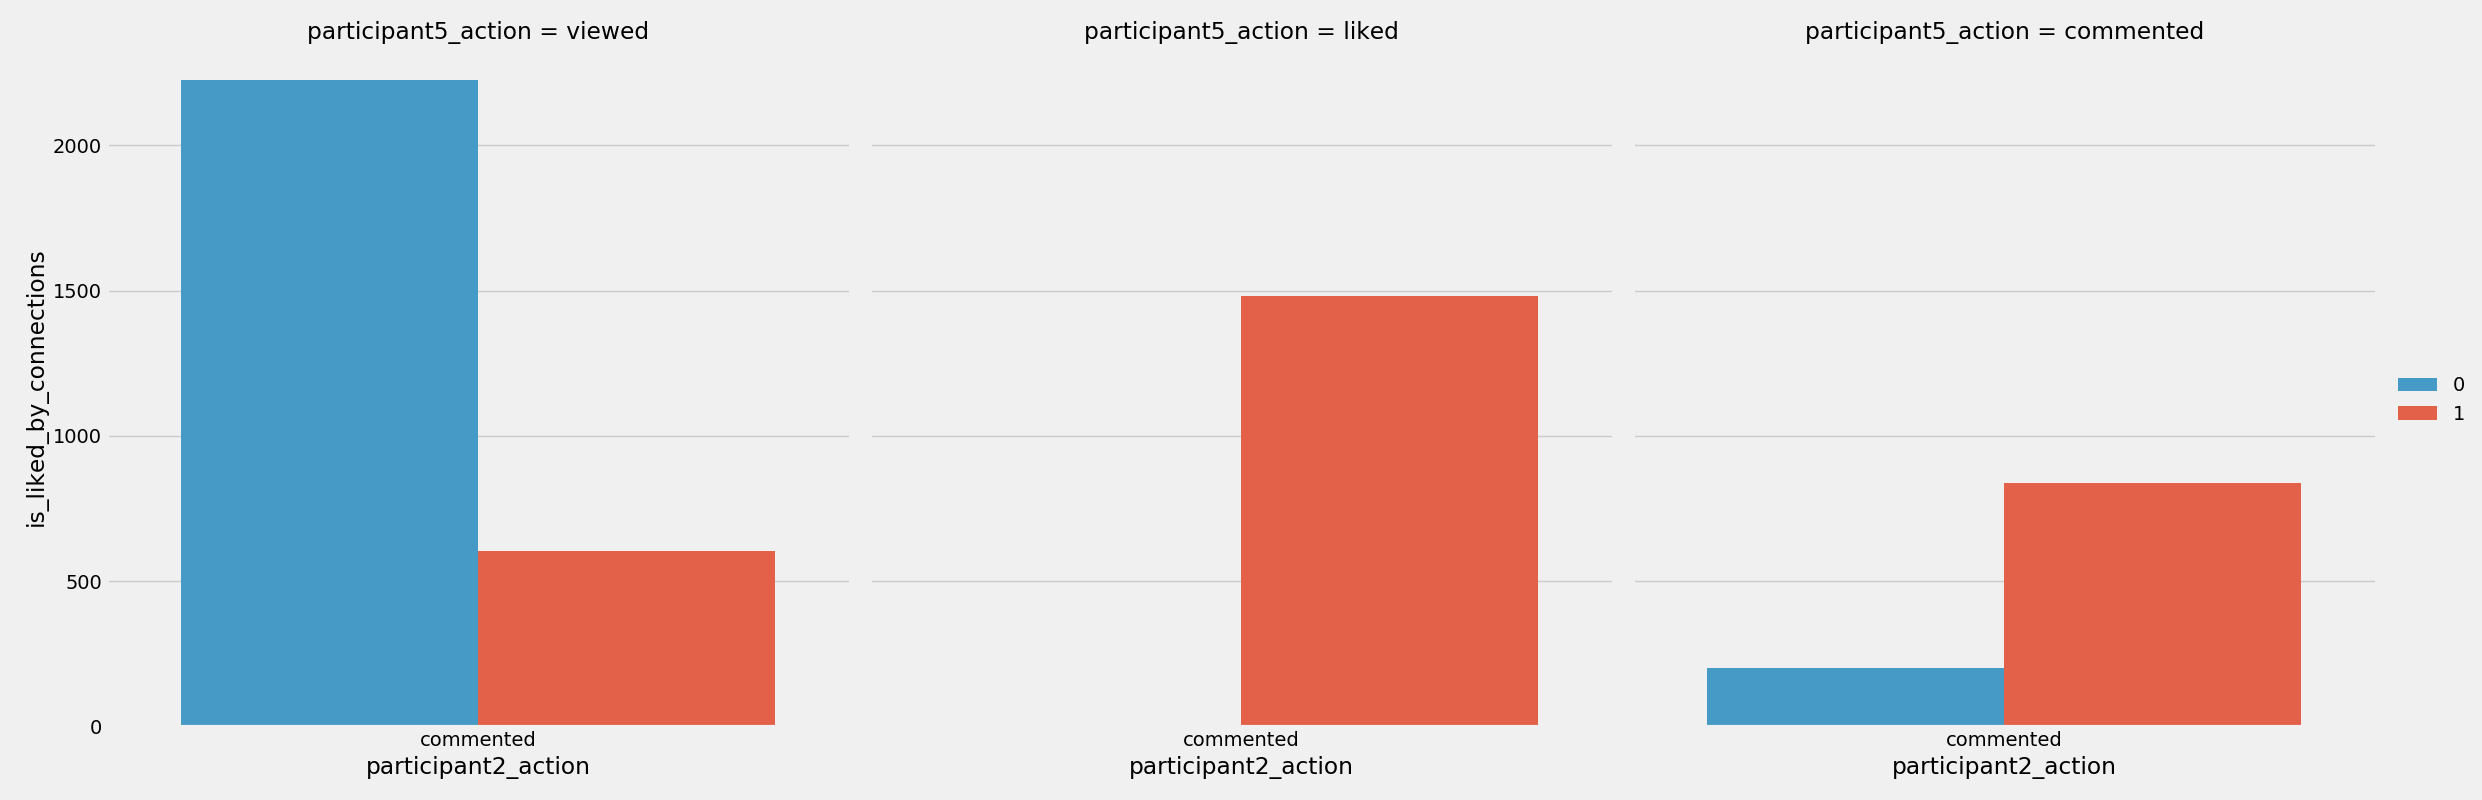 participant5_action = viewed
participant5_action = liked
participant5_action = commented
is_liked_by_connections
2000
1500
1000
500
0
commented
commented
commented
participant2_action
participant2_action
participant2_action
0
1